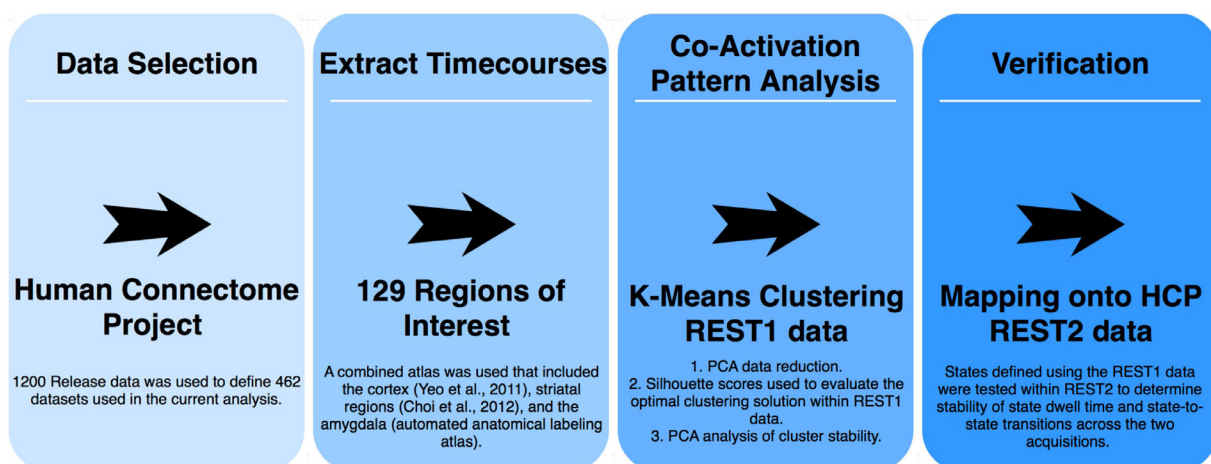 Data Selection
Human Connectome
Project
1200 Release data was used to define 462
datasets used in the current analysis.
Extract Timecourses
129 Regions of
Interest
A combined atlas was used that included
the cortex (Yeo et al., 2011), striatal
regions (Choi et al., 2012), and the
amygdala (automated anatomical labeling
atlas).
Co-Activation
Pattern Analysis
K-Means Clustering
REST1 data
1. PCA data reduction.
2. Silhouette scores used to evaluate the
optimal clustering solution within REST1
data.
3. PCA analysis of cluster stability.
Verification
Mapping onto HCP
REST2 data
States defined using the REST1 data
were tested within REST2 to determine
stability of state dwell time and state-to-
state transitions across the two
acquisitions.